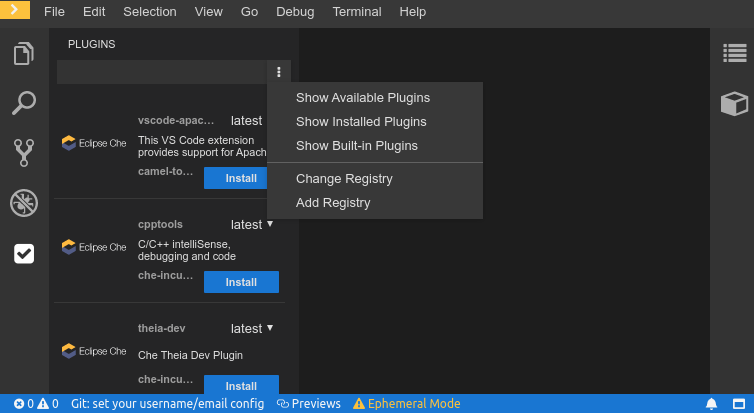 File Edit Selection View Go Debug Terminal Help
PLUGINS
Show Available Plugins
Show Installed Plugins
Show Built-in Plugins
Change Registry
Add Registry
vscode-apac... latest
Eclipse Che
This VS Code extension
provides support for Apach
camel-to... Install
cpptools latest
Eclipse Che
C/C++ intelliSense,
debugging and code
che-incu... Install
theia-dev latest
Eclipse Che
Che Theia Dev Plugin
che-incu... Install
0 0 Git: set your username/email config Previews Ephemeral Mode